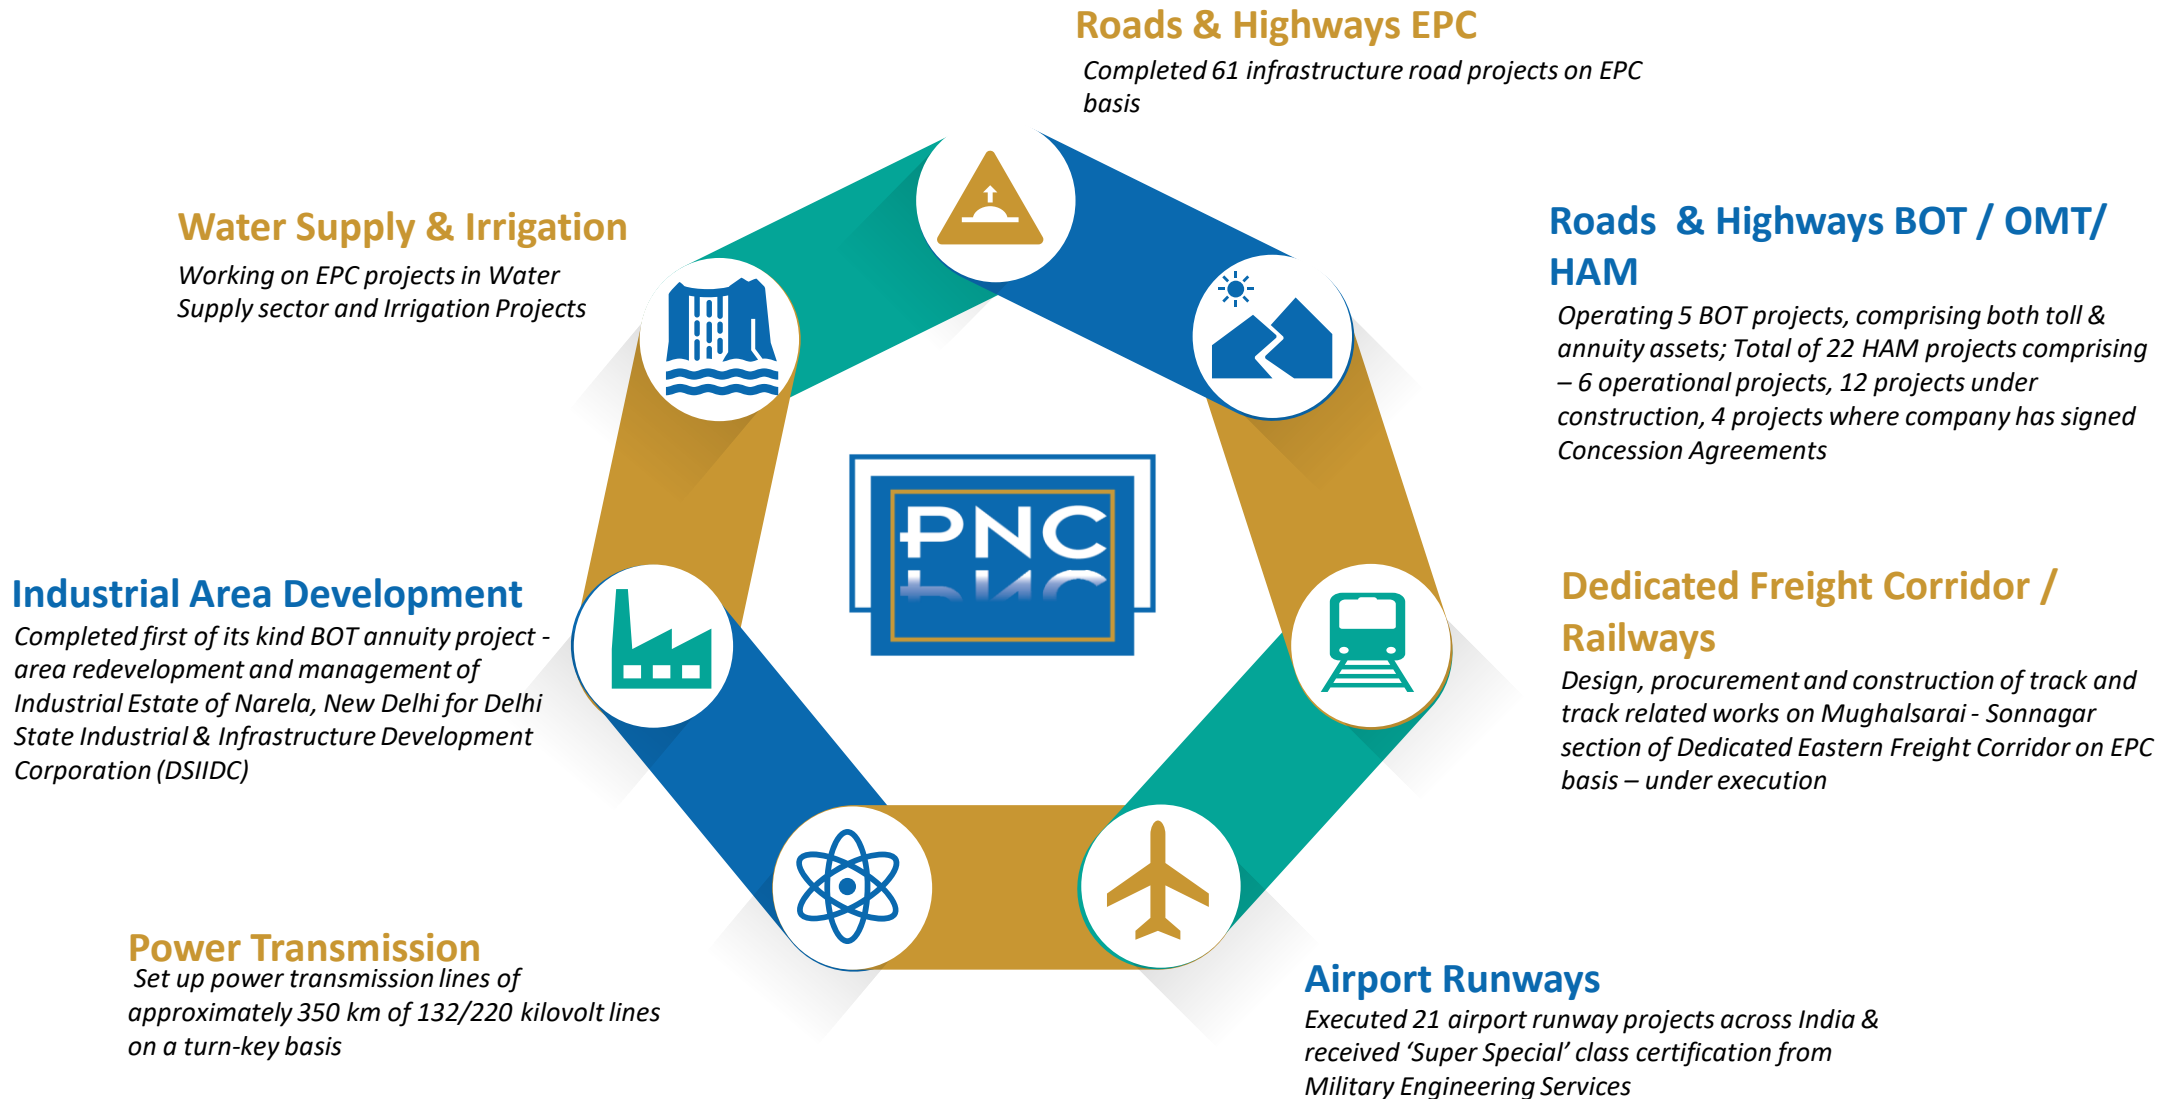 Roads & Highways EPC
Completed 61 infrastructure road projects on EPC
basis
Roads & Highways BOT / OMT/
HAM
Operating 5 BOT projects, comprising both toll &
annuity assets; Total of 22 HAM projects comprising
– 6 operational projects, 12 projects under
construction, 4 projects where company has signed
Concession Agreements
Dedicated Freight Corridor /
Railways
Design, procurement and construction of track and
track related works on Mughalsarai - Sonnagar
section of Dedicated Eastern Freight Corridor on EPC
basis – under execution
Airport Runways
Executed 21 airport runway projects across India &
received ‘Super Special’ class certification from
Military Engineering Services
Power Transmission
Set up power transmission lines of
approximately 350 km of 132/220 kilovolt lines
on a turn-key basis
Industrial Area Development
Completed first of its kind BOT annuity project -
area redevelopment and management of
Industrial Estate of Narela, New Delhi for Delhi
State Industrial & Infrastructure Development
Corporation (DSIIDC)
Water Supply & Irrigation
Working on EPC projects in Water
Supply sector and Irrigation Projects
PNC